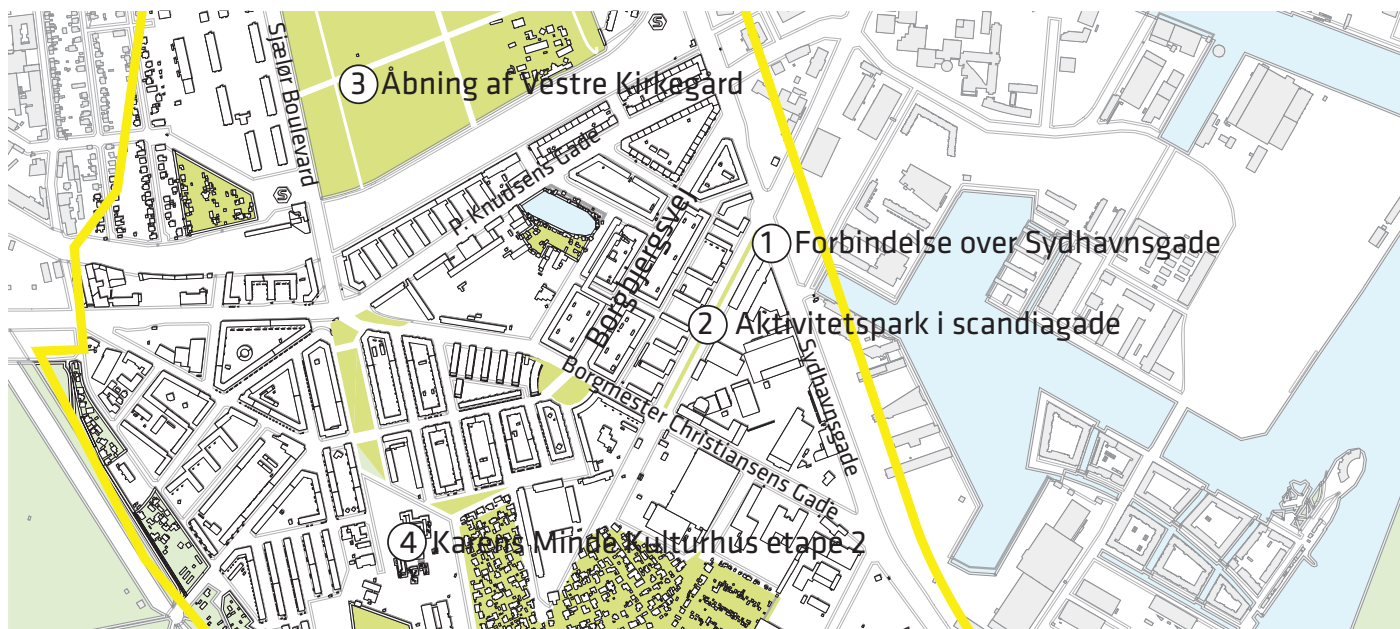 S
Sjælør Boulevard
3 Åbning af Vestre Kirkegård
P. Knudsens Gade
S
Borgbjergsvej
1 Forbindelse over Sydhavnsgade
2 Aktivitetspark i scandiagade
Sydhavnsgade
Borgmester Christiansens Gade
4 Karens Minde Kulturhus etape 2